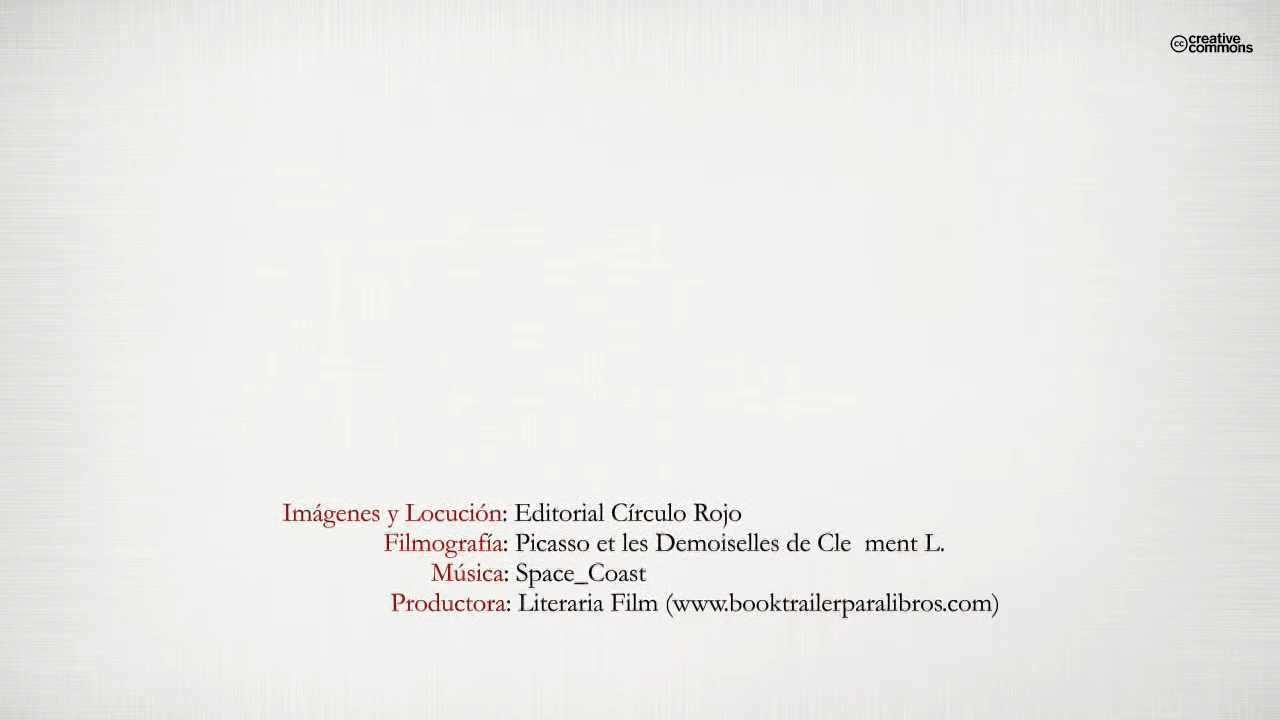 cc creative
commons
Imágenes y Locución: Editorial Círculo Rojo
Filmografía: Picasso et les Demoiselles de Cle ment L.
Música: Space_Coast
Productora: Literaria Film (www.booktrailerparalibros.com)